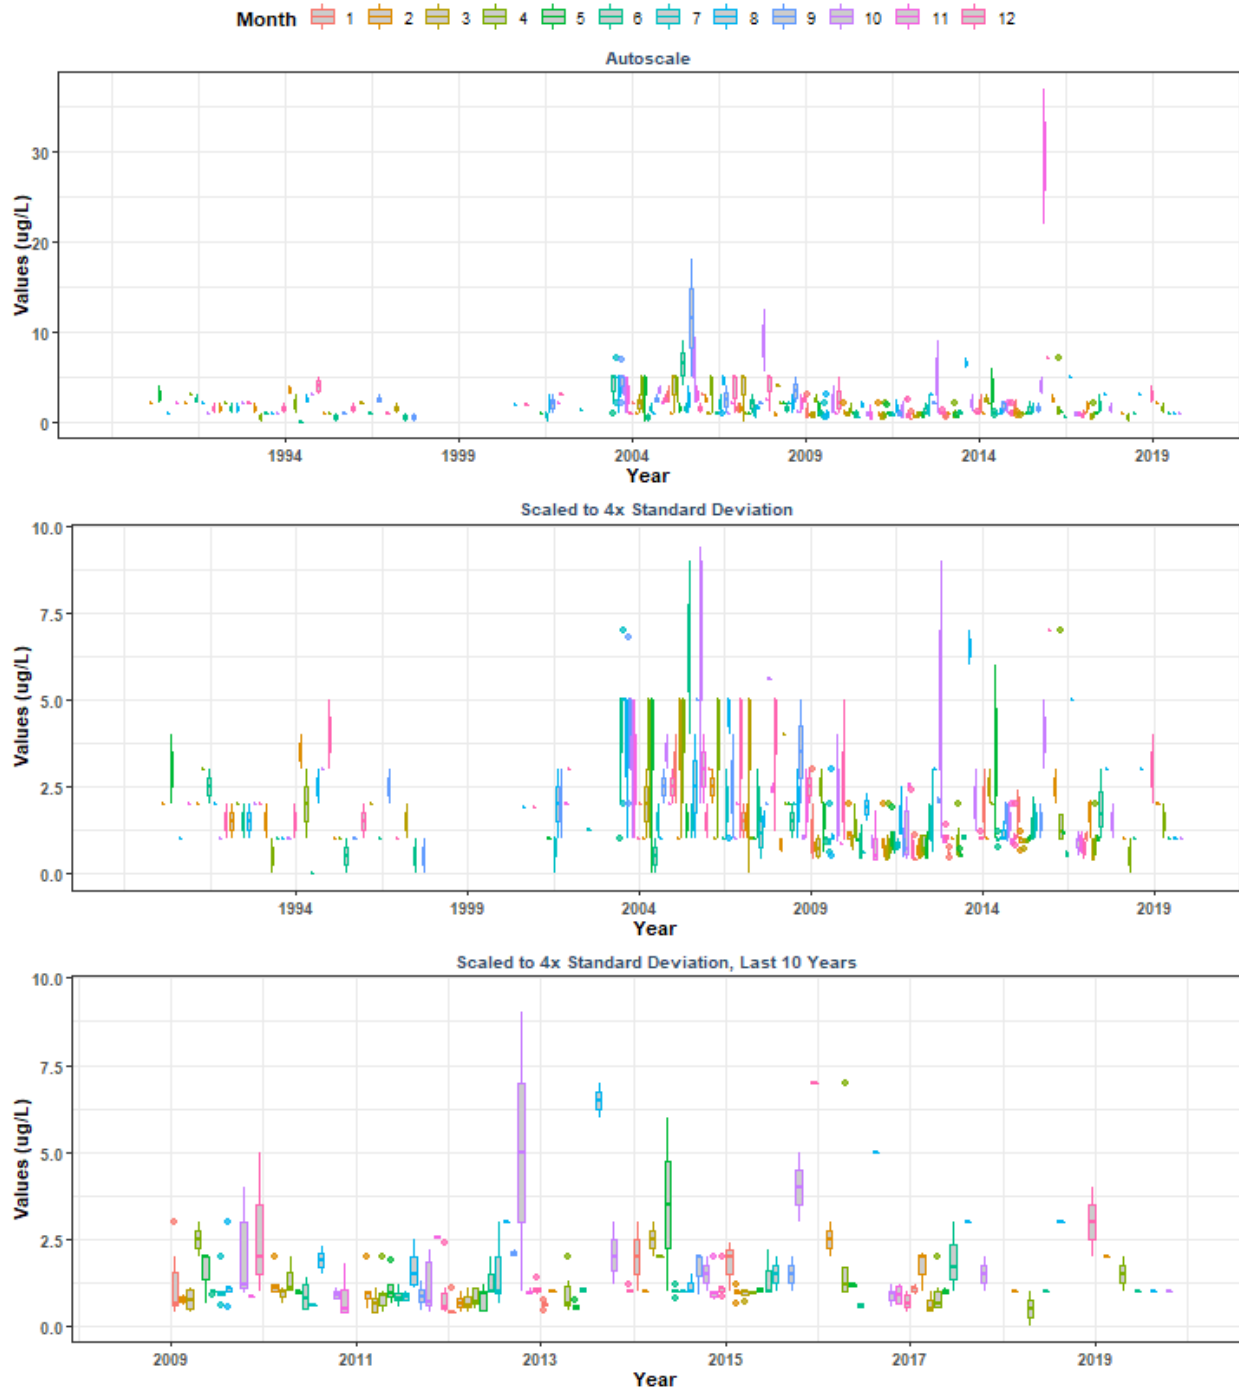 Month 1 2 3 4 5 6 7 8 9 10 11 12
Autoscale
Values (ug/L)
30
20
10
0
1994 1999 2004 2009 2014 2019
Year
Scaled to 4x Standard Deviation
Values (ug/L)
10.0
7.5
5.0
2.5
0.0
1994 1999 2004 2009 2014 2019
Year
Scaled to 4x Standard Deviation, Last 10 Years
Values (ug/L)
10.0
7.5
5.0
2.5
0.0
2009 2011 2013 2015 2017 2019
Year